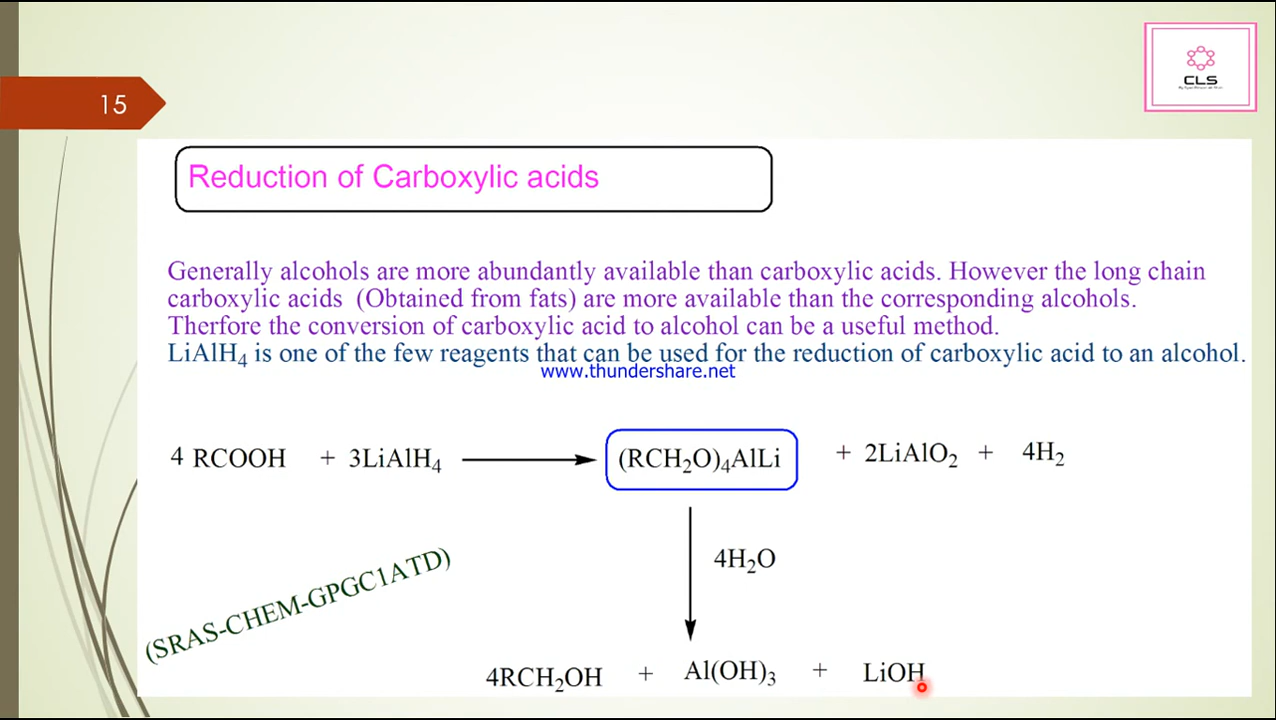 15
CLS
Reduction of Carboxylic acids
Generally alcohols are more abundantly available than carboxylic acids. However the long chain
carboxylic acids (Obtained from fats) are more available than the corresponding alcohols.
Therfore the conversion of carboxylic acid to alcohol can be a useful method.
LiAlH₄ is one of the few reagents that can be used for the reduction of carboxylic acid to an alcohol.
www.thundershare.net
4 RCOOH + 3LiAlH₄ (RCH₂O)₄AlLi + 2LiAlO₂ + 4H₂
4H₂O
(SRAS-CHEM-GPGC1ATD)
4RCH₂OH + Al(OH)₃ + LiOH